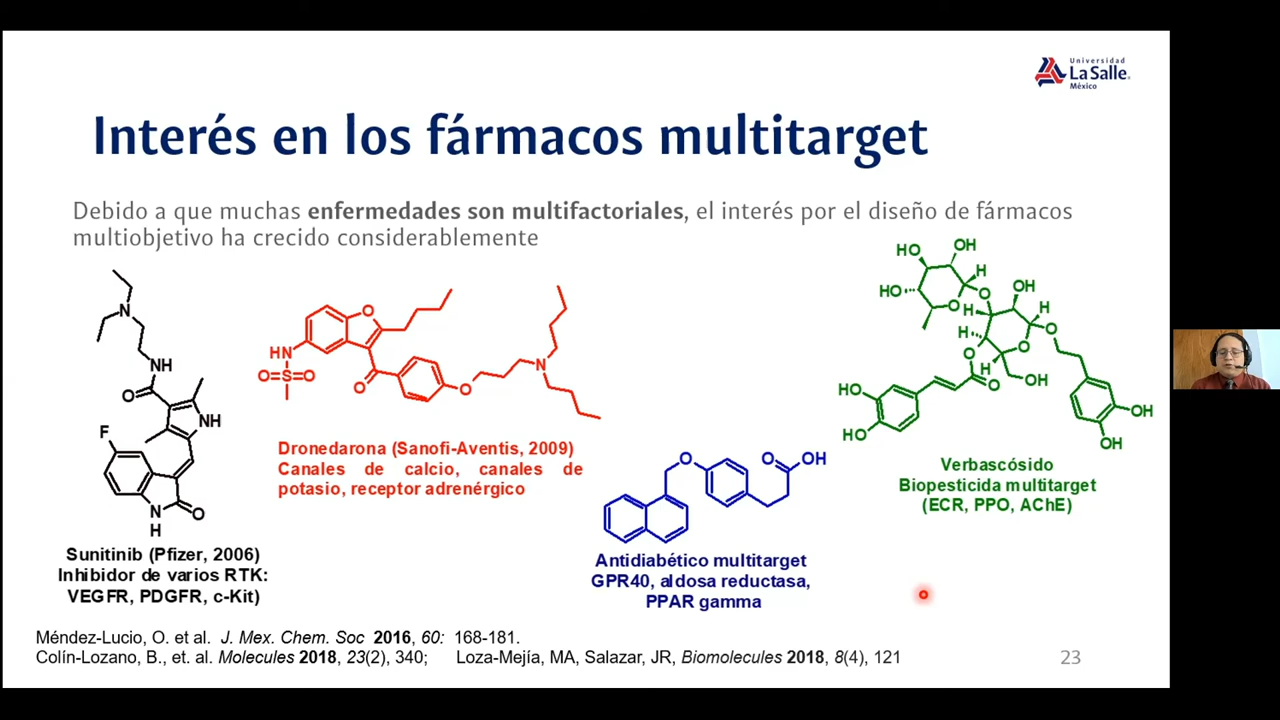 Universidad
La Salle
México
Interés en los fármacos multitarget
Debido a que muchas enfermedades son multifactoriales, el interés por el diseño de fármacos
multiobjetivo ha crecido considerablemente
N
NH
O
NH
F
O
N
H
Sunitinib (Pfizer, 2006)
Inhibidor de varios RTK:
VEGFR, PDGFR, c-Kit)
O
HN
O=S=O
O
O
N
Dronedarona (Sanofi-Aventis, 2009)
Canales de calcio, canales de
potasio, receptor adrenérgico
O
O
OH
Antidiabético multitarget
GPR40, aldosa reductasa,
PPAR gamma
HO
OH
H
HO
O
O
OH
H
H
H
O
O
H
O
O
OH
HO
HO
OH
OH
Verbascósido
Biopesticida multitarget
(ECR, PPO, AChE)
Méndez-Lucio, O. et al. J. Mex. Chem. Soc 2016, 60: 168-181.
Colín-Lozano, B., et. al. Molecules 2018, 23(2), 340; Loza-Mejía, MA, Salazar, JR, Biomolecules 2018, 8(4), 121
23